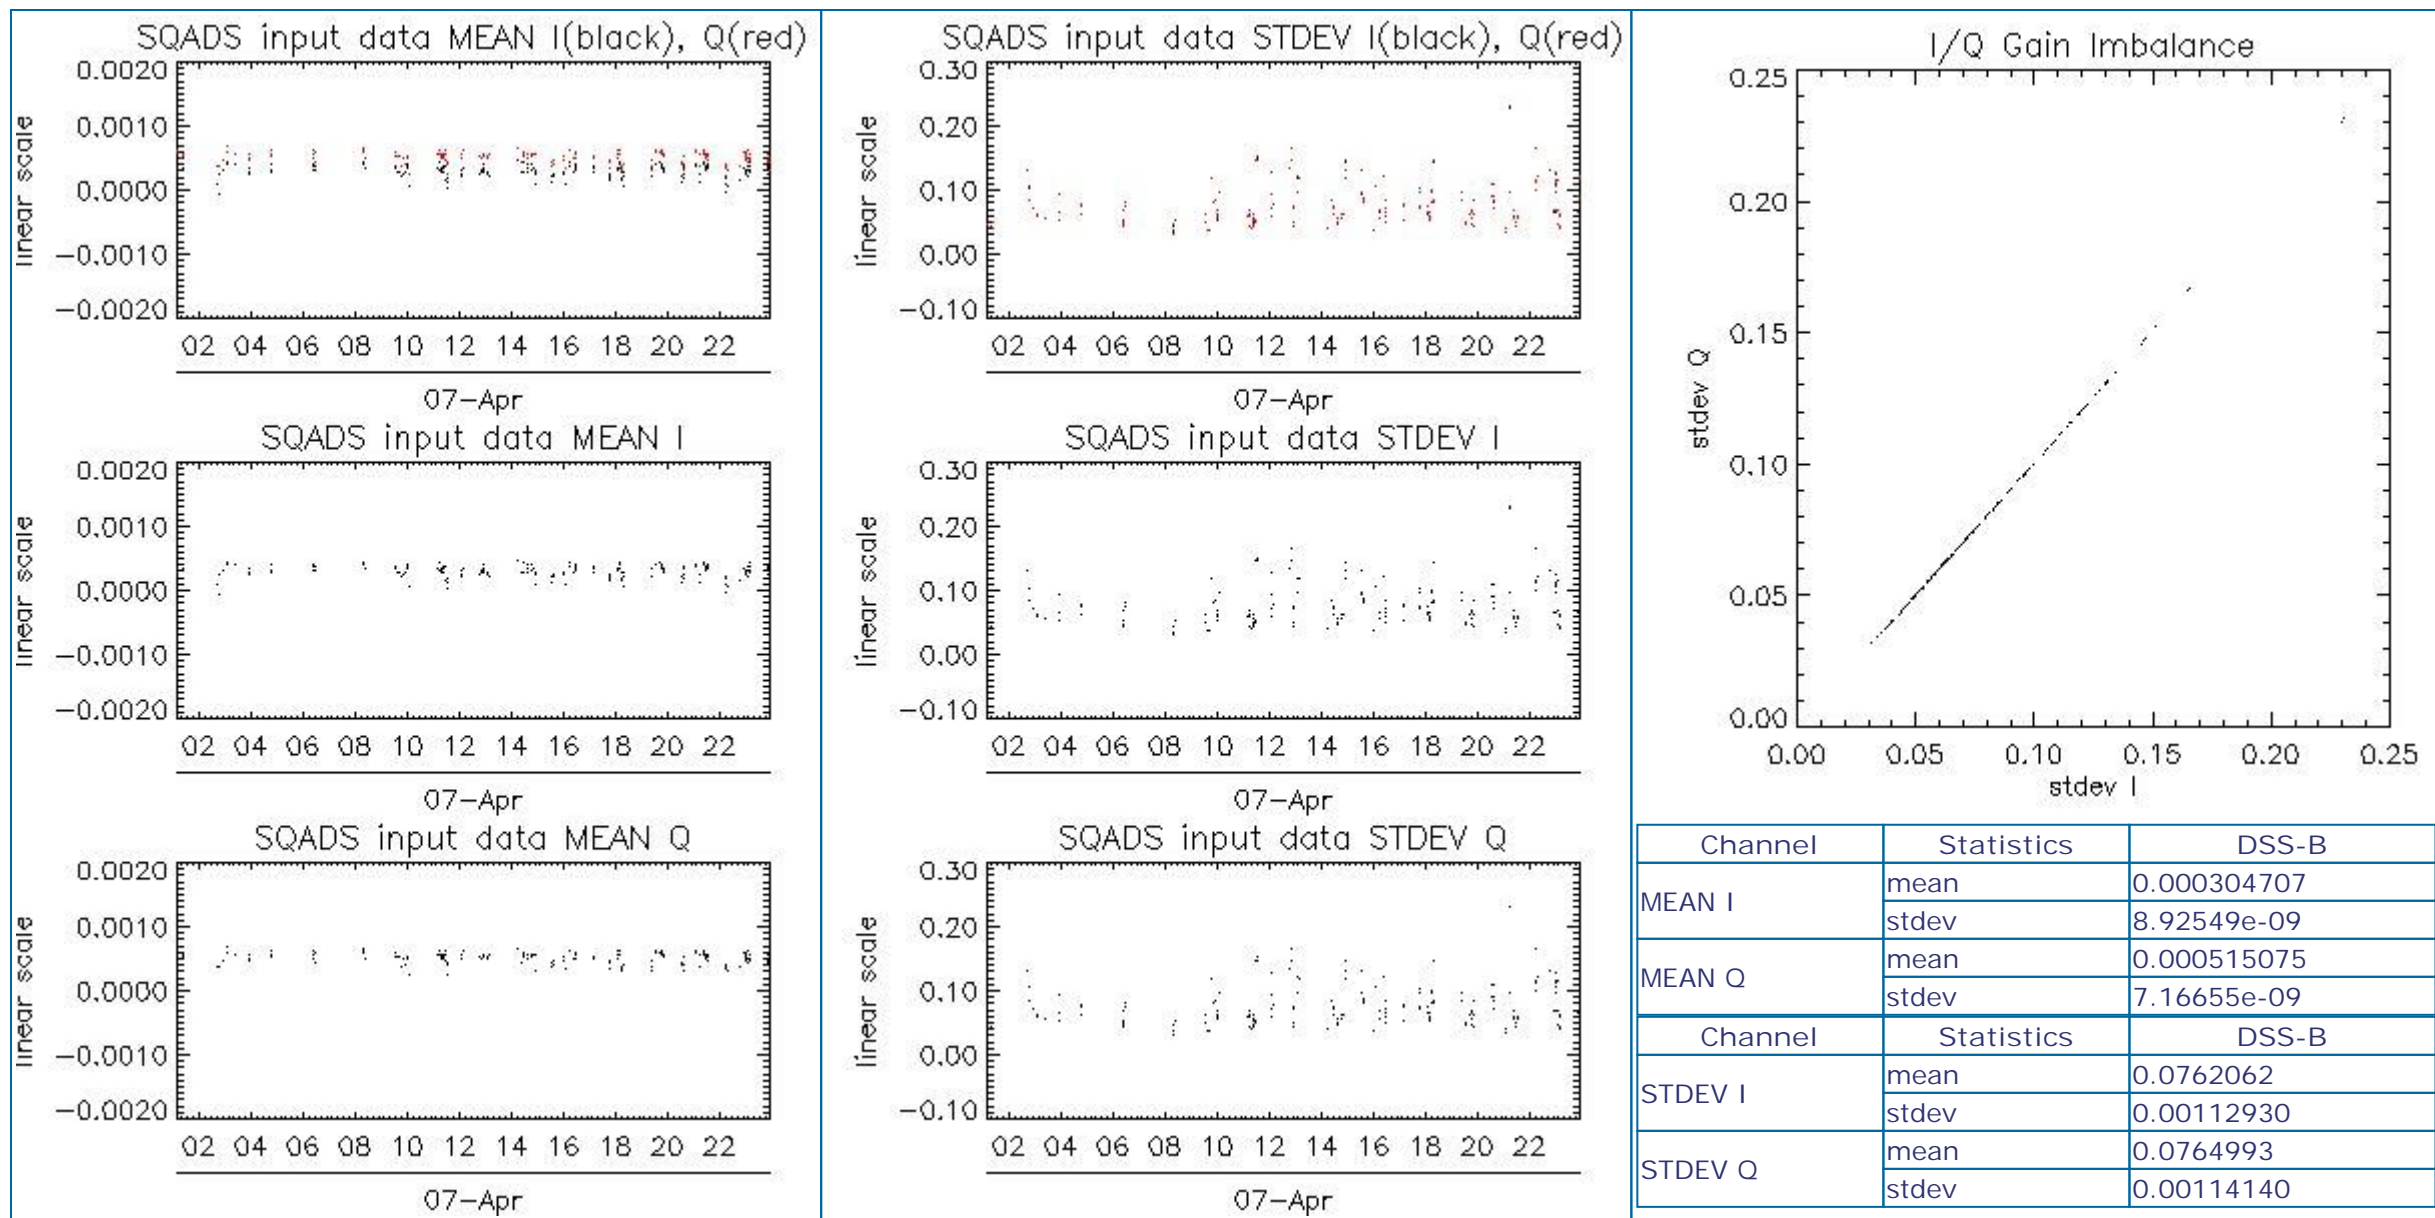 SQADS input data MEAN I(black), Q(red)
linear scale
0.0020
0.0010
0.0000
-0.0010
-0.0020
02 04 06 08 10 12 14 16 18 20 22
07-Apr
SQADS input data MEAN I
linear scale
0.0020
0.0010
0.0000
-0.0010
-0.0020
02 04 06 08 10 12 14 16 18 20 22
07-Apr
SQADS input data MEAN Q
linear scale
0.0020
0.0010
0.0000
-0.0010
-0.0020
02 04 06 08 10 12 14 16 18 20 22
07-Apr
SQADS input data STDEV I(black), Q(red)
linear scale
0.30
0.20
0.10
0.00
-0.10
02 04 06 08 10 12 14 16 18 20 22
07-Apr
SQADS input data STDEV I
linear scale
0.30
0.20
0.10
0.00
-0.10
02 04 06 08 10 12 14 16 18 20 22
07-Apr
SQADS input data STDEV Q
linear scale
0.30
0.20
0.10
0.00
-0.10
02 04 06 08 10 12 14 16 18 20 22
07-Apr
I/Q Gain Imbalance
stdev Q
0.25
0.20
0.15
0.10
0.05
0.00
0.00 0.05 0.10 0.15 0.20 0.25
stdev I
Channel Statistics DSS-B
MEAN I mean 0.000304707
stdev 8.92549e-09
MEAN Q mean 0.000515075
stdev 7.16655e-09
Channel Statistics DSS-B
STDEV I mean 0.0762062
stdev 0.00112930
STDEV Q mean 0.0764993
stdev 0.00114140